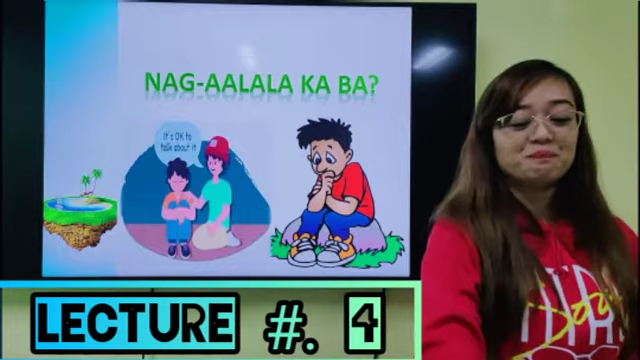 NAG-AALALA KA BA?
It's OK to
talk about it
LECTURE #. 4